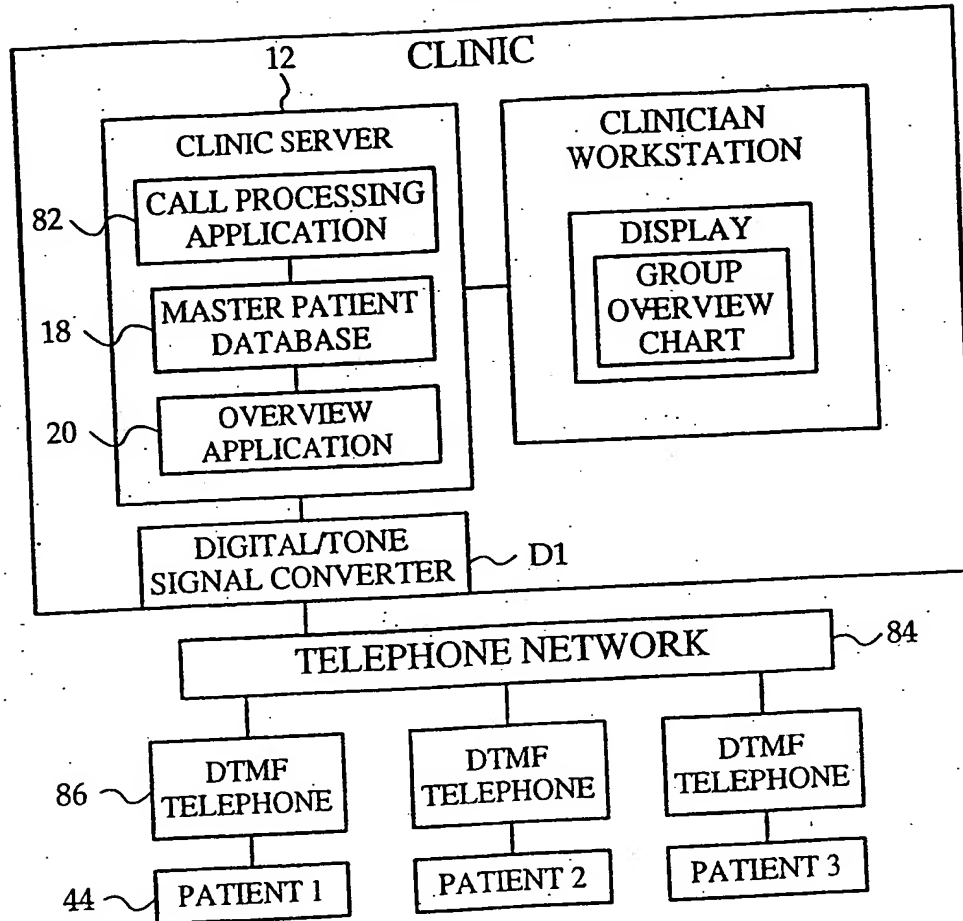 CLINIC
12
CLINIC SERVER
82
CALL PROCESSING
APPLICATION
18
MASTER PATIENT
DATABASE
20
OVERVIEW
APPLICATION
CLINICIAN
WORKSTATION
DISPLAY
GROUP
OVERVIEW
CHART
DIGITAL/TONE
SIGNAL CONVERTER
D1
TELEPHONE NETWORK
84
86
DTMF
TELEPHONE
DTMF
TELEPHONE
DTMF
TELEPHONE
44
PATIENT 1
PATIENT 2
PATIENT 3